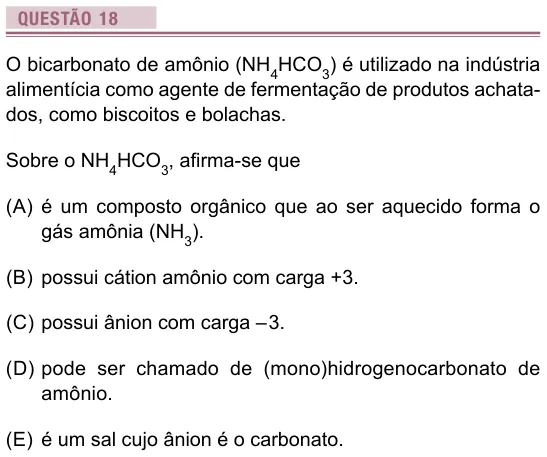 QUESTÃO 18
O bicarbonato de amônio (NH4HCO3) é utilizado na indústria
alimentícia como agente de fermentação de produtos achata-
dos, como biscoitos e bolachas.
Sobre o NH4HCO3, afirma-se que
(A) é um composto orgânico que ao ser aquecido forma o
gás amônia (NH3).
(B) possui cátion amônio com carga +3.
(C) possui ânion com carga –3.
(D) pode ser chamado de (mono)hidrogenocarbonato de
amônio.
(E) é um sal cujo ânion é o carbonato.